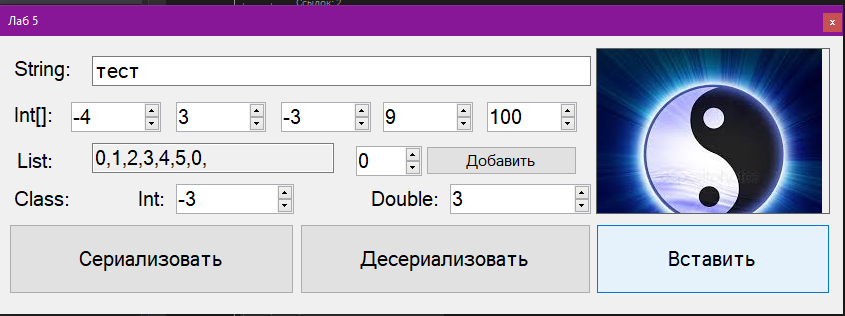 Ссылок: 2
Лаб 5
x
String: тест
Int[]: -4 3 -3 9 100
List: 0,1,2,3,4,5,0, 0 Добавить
Class: Int: -3 Double: 3
Сериализовать Десериализовать Вставить